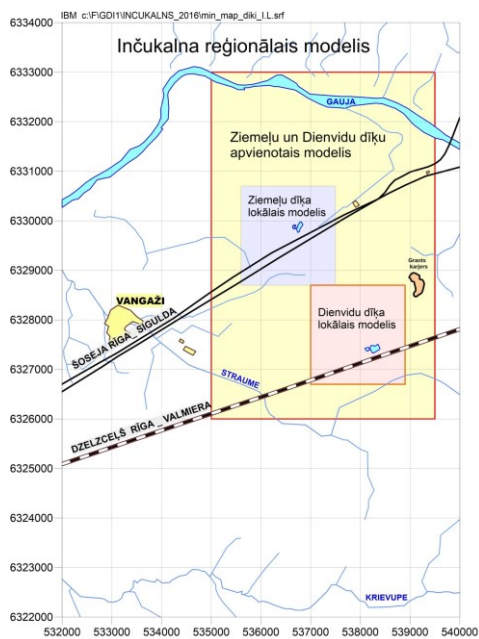 IBM c:\F\GDI1\INCUKALNS_2016\min_map_diki_I.L.srf
6334000
Inčukalna reģionālais modelis
6333000
GAUJA
6332000
Ziemeļu un Dienvidu dīķu
apvienotais modelis
6331000
Ziemeļu dīķa
lokālais modelis
6330000
Grants
karjers
6329000
VANGAŽI
Dienvidu dīķa
lokālais modelis
6328000
ŠOSEJA RĪGA_SIGULDA
6327000
STRAUME
6326000
DZELZCEĻŠ RĪGA_VALMIERA
6325000
6324000
6323000
KRIEVUPE
6322000
532000 533000 534000 535000 536000 537000 538000 539000 540000